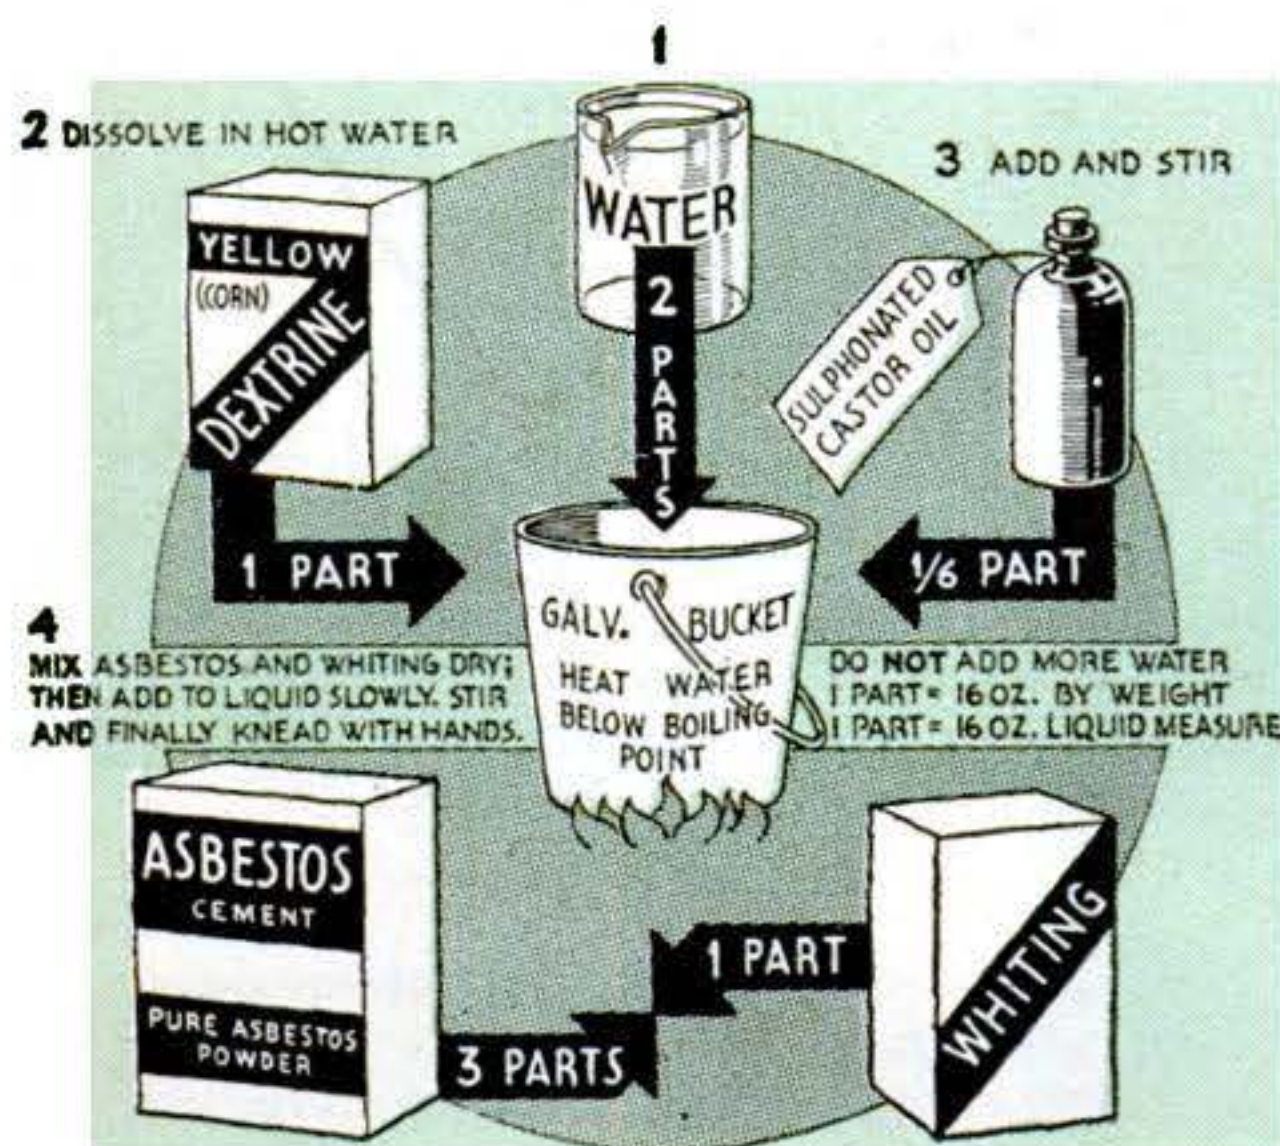 1
2 DISSOLVE IN HOT WATER
YELLOW
(CORN)
DEXTRINE
1 PART
WATER
2
PARTS
3 ADD AND STIR
SULPHONATED
CASTOR OIL
1/6 PART
GALV. BUCKET
HEAT WATER
BELOW BOILING
POINT
4
MIX ASBESTOS AND WHITING DRY;
THEN ADD TO LIQUID SLOWLY. STIR
AND FINALLY KNEAD WITH HANDS.
DO NOT ADD MORE WATER
1 PART = 16 OZ. BY WEIGHT
1 PART = 16 OZ. LIQUID MEASURE
ASBESTOS
CEMENT
PURE ASBESTOS
POWDER
3 PARTS
1 PART
WHITING